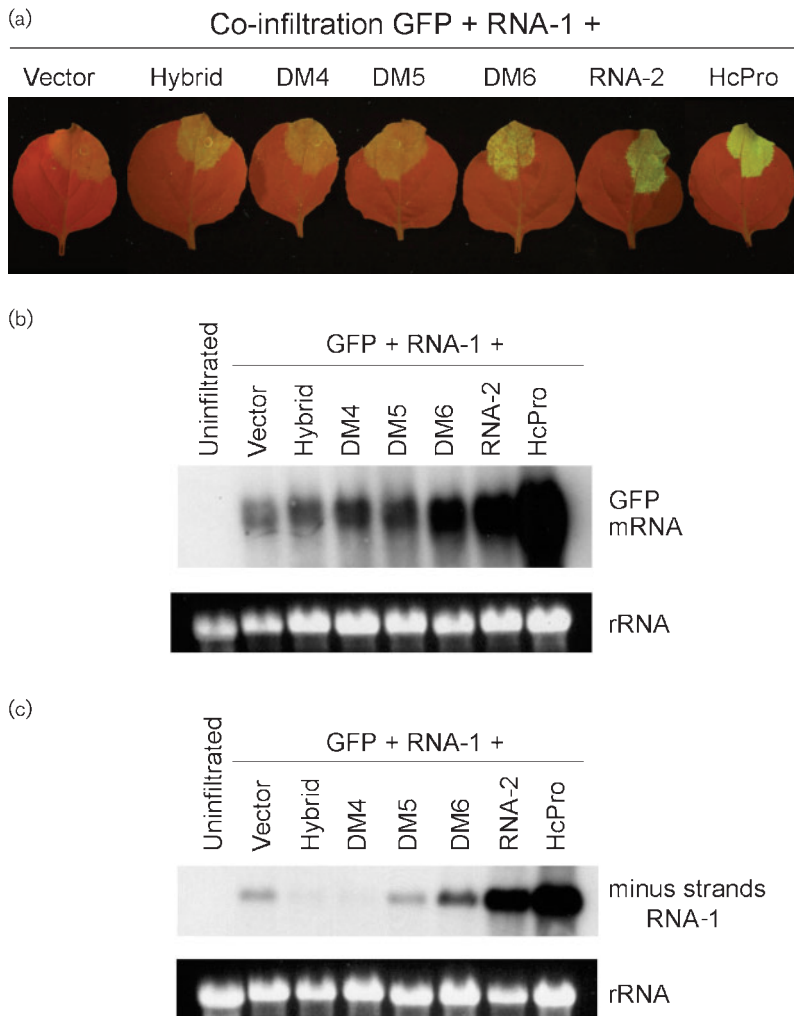 (a)
Co-infiltration GFP + RNA-1 +
Vector Hybrid DM4 DM5 DM6 RNA-2 HcPro
(b)
GFP + RNA-1 +
Uninfiltrated Vector Hybrid DM4 DM5 DM6 RNA-2 HcPro
GFP
mRNA
rRNA
(c)
GFP + RNA-1 +
Uninfiltrated Vector Hybrid DM4 DM5 DM6 RNA-2 HcPro
minus strands
RNA-1
rRNA